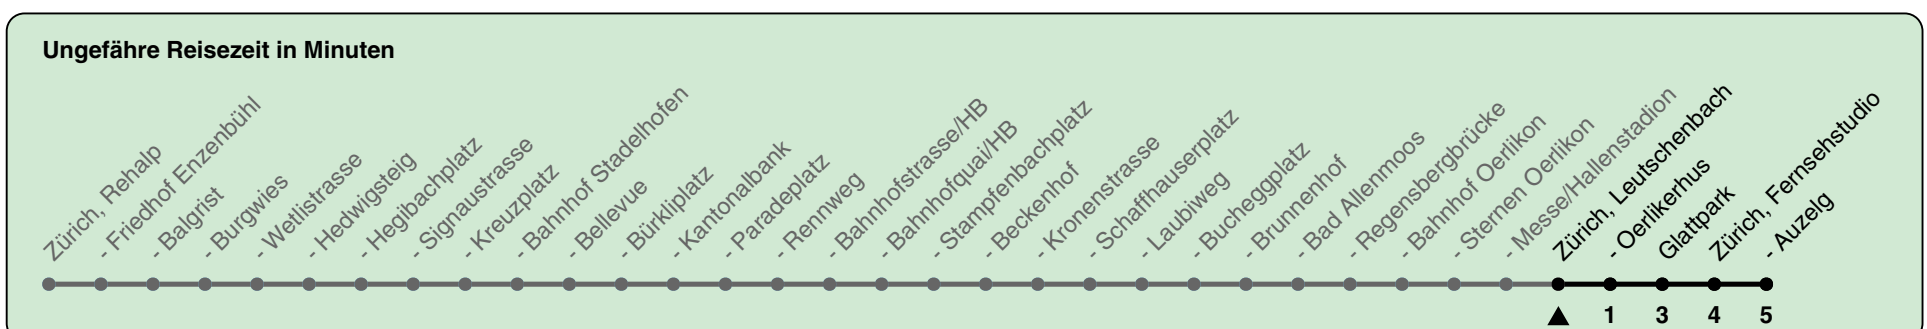 Ungefähre Reisezeit in Minuten
Zürich, Rehalp
- Friedhof Enzenbühl
- Balgrist
- Burgwies
- Wetlistrasse
- Hedwigsteig
- Hegibachplatz
- Signaustrasse
- Kreuzplatz
- Bahnhof Stadelhofen
- Bellevue
- Bürkliplatz
- Kantonalbank
- Paradeplatz
- Rennweg
- Bahnhofstrasse/HB
- Bahnhofquai/HB
- Stampfenbachplatz
- Beckenhof
- Kronenstrasse
- Schaffhauserplatz
- Laubiweg
- Bucheggplatz
- Brunnenhof
- Bad Allenmoos
- Regensbergbrücke
- Bahnhof Oerlikon
- Sternen Oerlikon
- Messe/Hallenstadion
Zürich, Leutschenbach
- Oerlikerhus
Glattpark
Zürich, Fernsehstudio
- Auzelg
▲ 1 3 4 5